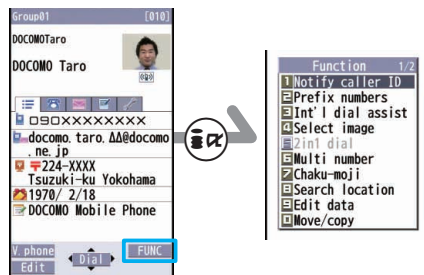 Group01 [010]
DOCOMOTaro
DOCOMO Taro
090XXXXXXXX
docomo.taro.ΔΔ@docomo
.ne.jp
〒224-XXXX
Tsuzuki-ku Yokohama
1970/ 2/18
DOCOMO Mobile Phone
V.phone
Edit
Dial
FUNC
iα
Function 1/2
1 Notify caller ID
2 Prefix numbers
3 Int'l dial assist
4 Select image
5 2in1 dial
6 Multi number
7 Chaku-moji
8 Search location
9 Edit data
0 Move/copy